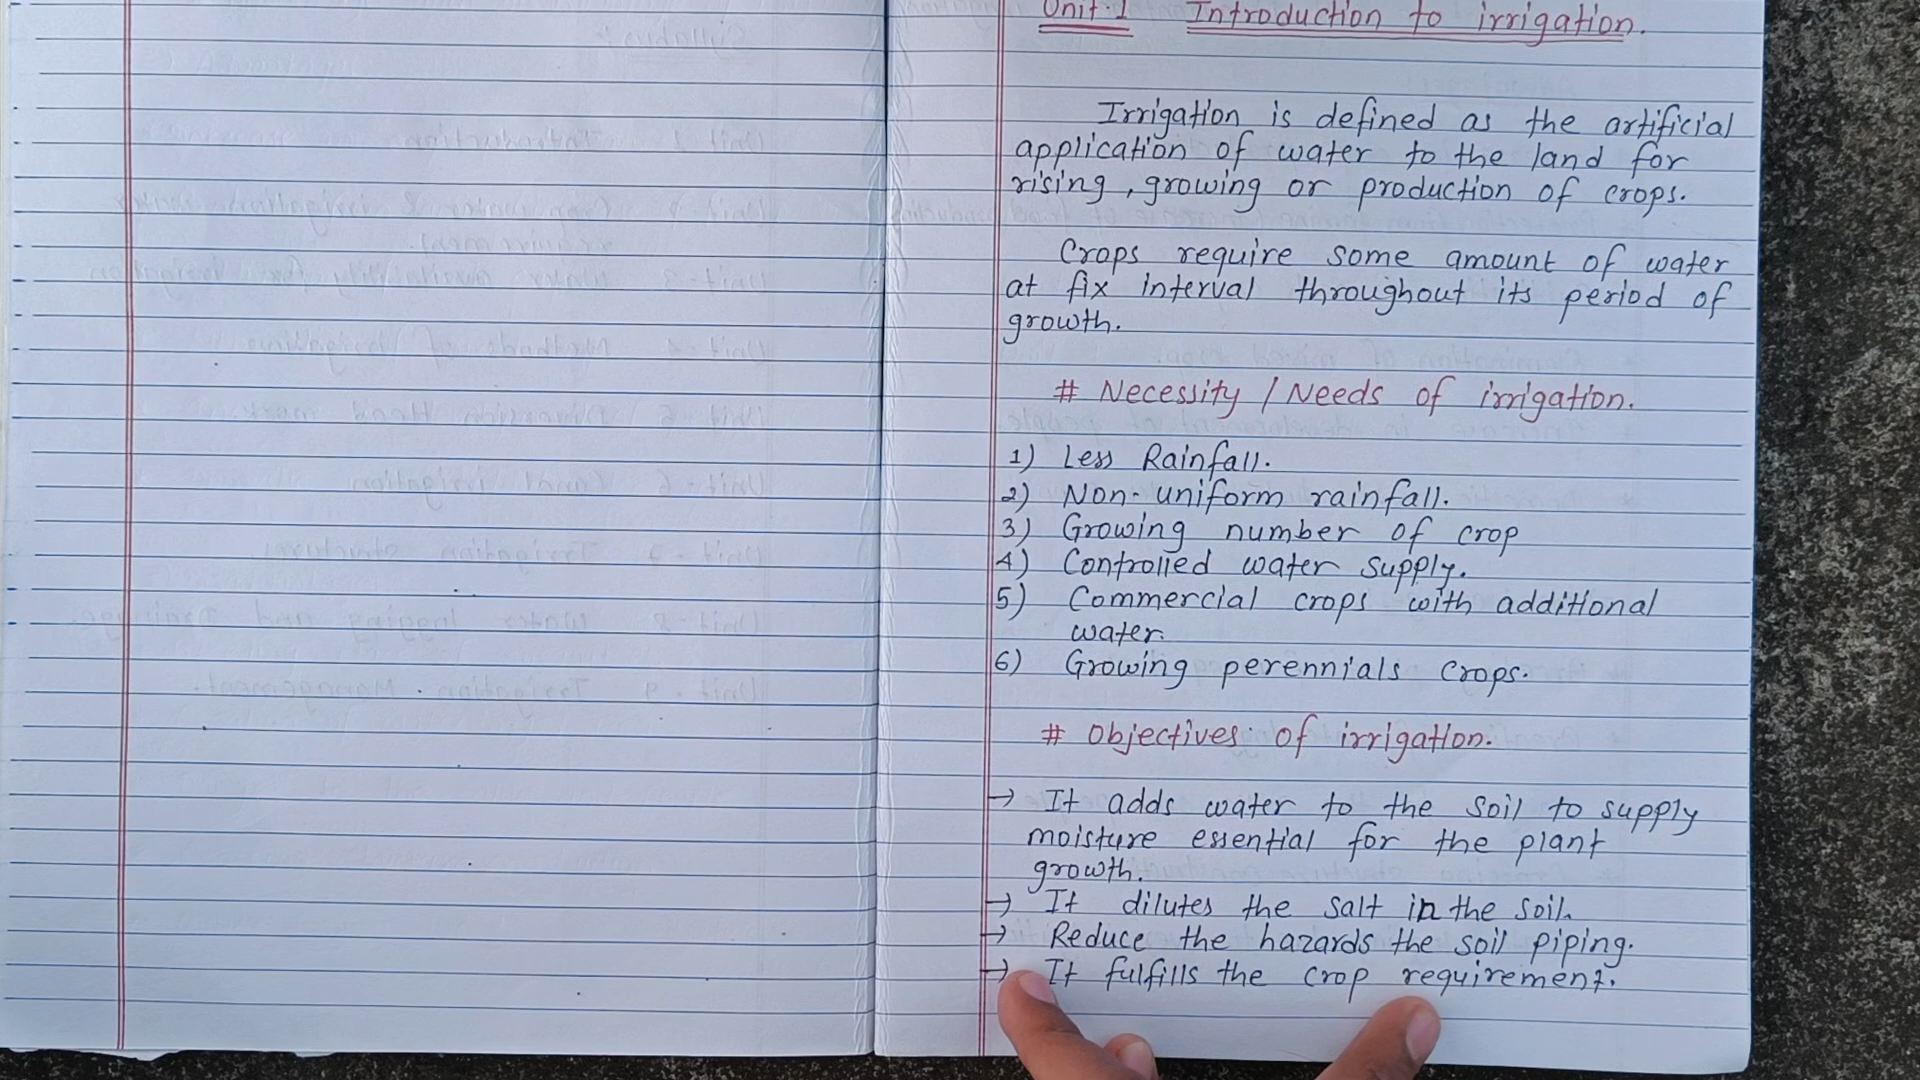 Unit-1 Introduction to irrigation.
Irrigation is defined as the artificial
application of water to the land for
rising, growing or production of crops.
Crops require some amount of water
at fix interval throughout its period of
growth.
# Necessity / Needs of irrigation.
1) Less Rainfall.
2) Non-uniform rainfall.
3) Growing number of crop
4) Controlled water supply.
5) Commercial crops with additional
water.
6) Growing perennials crops.
# Objectives of irrigation.
→ It adds water to the soil to supply
moisture essential for the plant
growth.
→ It dilutes the salt in the soil.
→ Reduce the hazards the soil piping.
→ It fulfills the crop requirement.